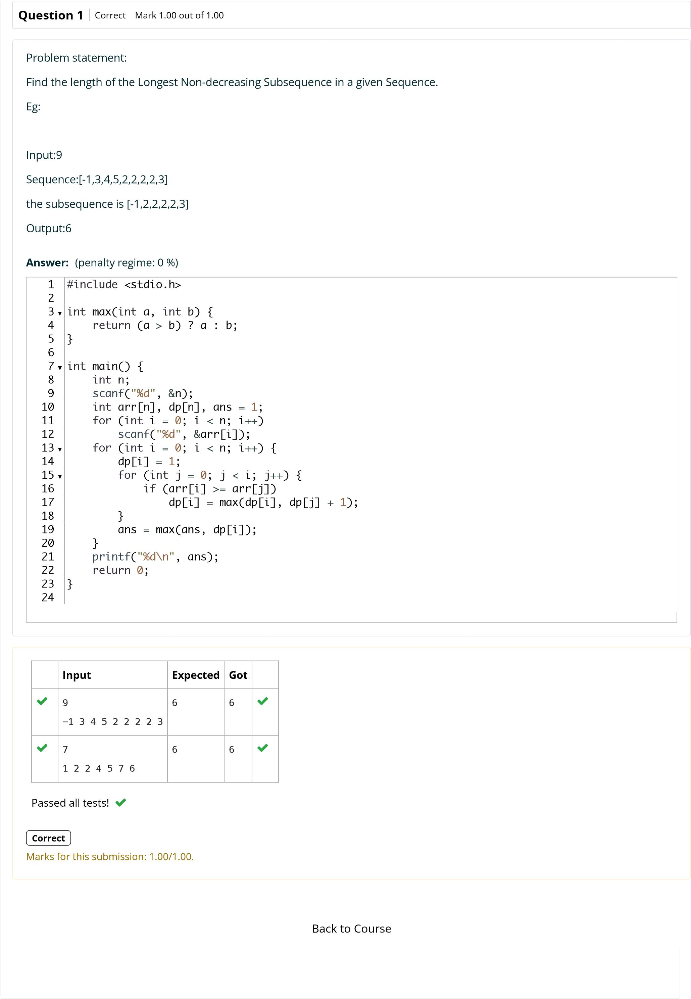 Question 1 Correct Mark 1.00 out of 1.00
Problem statement:
Find the length of the Longest Non-decreasing Subsequence in a given Sequence.
Eg:
Input:9
Sequence:[-1,3,4,5,2,2,2,2,3]
the subsequence is [-1,2,2,2,2,3]
Output:6
Answer: (penalty regime: 0 %)
1 #include <stdio.h>
2
3 int max(int a, int b) {
4     return (a > b) ? a : b;
5 }
6
7 int main() {
8     int n;
9     scanf("%d", &n);
10     int arr[n], dp[n], ans = 1;
11     for (int i = 0; i < n; i++)
12         scanf("%d", &arr[i]);
13     for (int i = 0; i < n; i++) {
14         dp[i] = 1;
15         for (int j = 0; j < i; j++) {
16             if (arr[i] >= arr[j])
17                 dp[i] = max(dp[i], dp[j] + 1);
18         }
19         ans = max(ans, dp[i]);
20     }
21     printf("%d\n", ans);
22     return 0;
23 }
24
Input Expected Got
9 6 6
−1 3 4 5 2 2 2 2 3
7 6 6
1 2 2 4 5 7 6
Passed all tests!
Correct
Marks for this submission: 1.00/1.00.
Back to Course